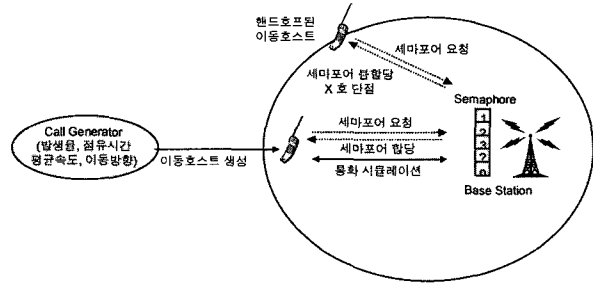 핸드호프된
이동호스트
세마포어 요청
세마포어 불할당
X 호 단절
Semaphore
Call Generator
(발생률, 점유시간
평균속도, 이동방향)
이동호스트 생성
세마포어 요청
세마포어 할당
통화 시뮬레이션
1
2
3
?
Base Station